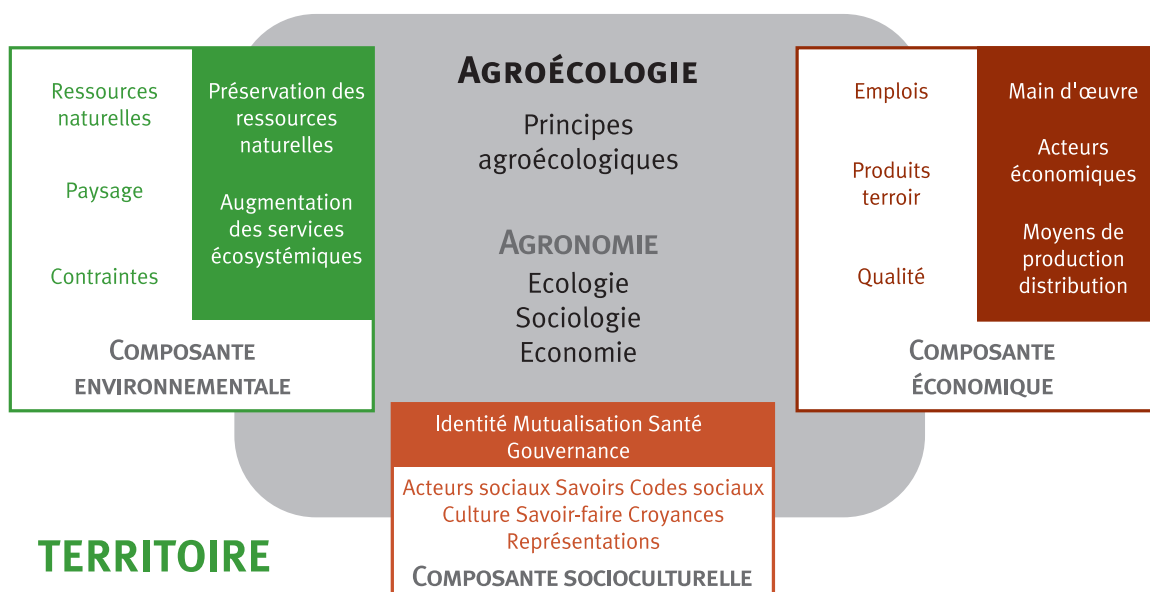 AGROÉCOLOGIE
Principes
agroécologiques
AGRONOMIE
Ecologie
Sociologie
Economie
Ressources
naturelles
Paysage
Contraintes
Préservation des
ressources
naturelles
Augmentation
des services
écosystémiques
COMPOSANTE
ENVIRONNEMENTALE
Emplois
Produits
terroir
Qualité
Main d'œuvre
Acteurs
économiques
Moyens de
production
distribution
COMPOSANTE
ÉCONOMIQUE
Identité Mutualisation Santé
Gouvernance
Acteurs sociaux Savoirs Codes sociaux
Culture Savoir-faire Croyances
Représentations
COMPOSANTE SOCIOCULTURELLE
TERRITOIRE